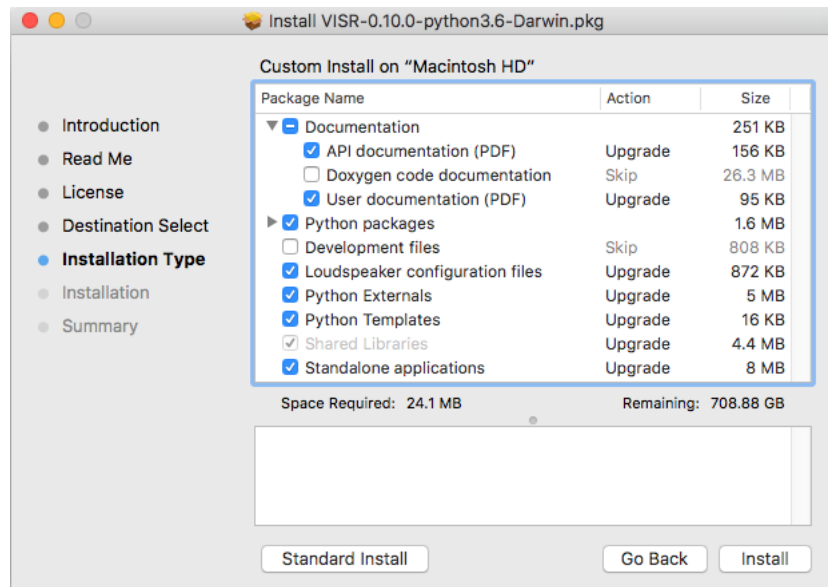 Install VISR-0.10.0-python3.6-Darwin.pkg
Custom Install on “Macintosh HD”
Introduction
Read Me
License
Destination Select
Installation Type
Installation
Summary
Package Name Action Size
Documentation 251 KB
API documentation (PDF) Upgrade 156 KB
Doxygen code documentation Skip 26.3 MB
User documentation (PDF) Upgrade 95 KB
Python packages 1.6 MB
Development files Skip 808 KB
Loudspeaker configuration files Upgrade 872 KB
Python Externals Upgrade 5 MB
Python Templates Upgrade 16 KB
Shared Libraries Upgrade 4.4 MB
Standalone applications Upgrade 8 MB
Space Required: 24.1 MB Remaining: 708.88 GB
Standard Install Go Back Install